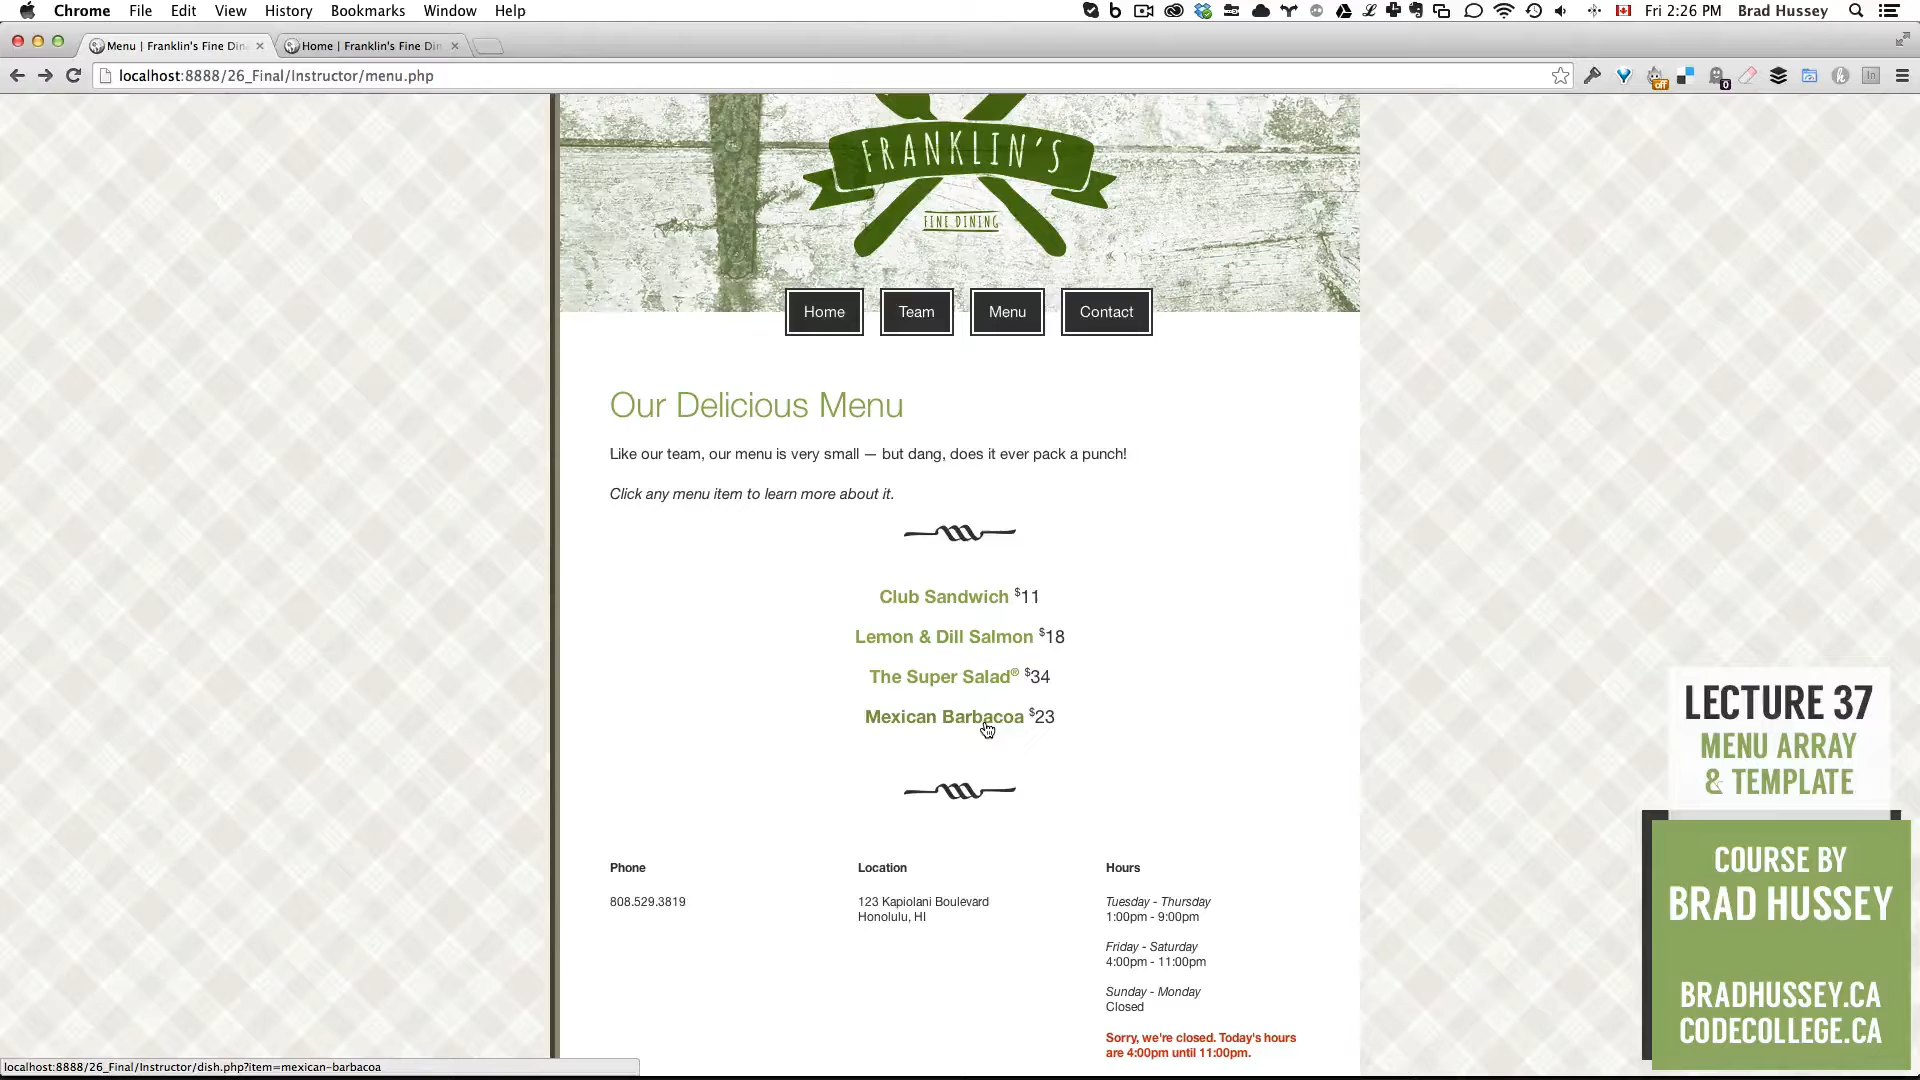 Chrome File Edit View History Bookmarks Window Help Fri 2:26 PM Brad Hussey
Menu | Franklin's Fine Din Home | Franklin's Fine Din
localhost:8888/26_Final/Instructor/menu.php
off 0 In
FRANKLIN'S
FINE DINING
Home Team Menu Contact
Our Delicious Menu
Like our team, our menu is very small — but dang, does it ever pack a punch!
Click any menu item to learn more about it.
Club Sandwich $11
Lemon & Dill Salmon $18
The Super Salad® $34
Mexican Barbacoa $23
Phone
808.529.3819
Location
123 Kapiolani Boulevard
Honolulu, HI
Hours
Tuesday - Thursday
1:00pm - 9:00pm
Friday - Saturday
4:00pm - 11:00pm
Sunday - Monday
Closed
Sorry, we're closed. Today's hours
are 4:00pm until 11:00pm.
LECTURE 37
MENU ARRAY
& TEMPLATE
COURSE BY
BRAD HUSSEY
BRADHUSSEY.CA
CODECOLLEGE.CA
localhost:8888/26_Final/Instructor/dish.php?item=mexican-barbacoa